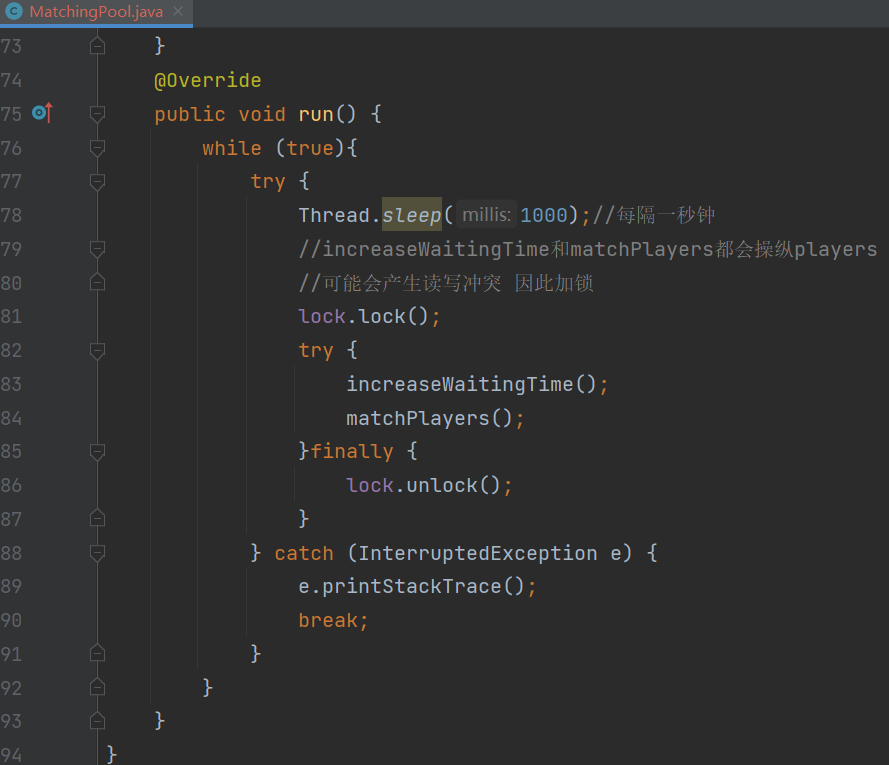 MatchingPool.java
73 }
74 @Override
75 public void run() {
76 while (true){
77 try {
78 Thread.sleep( millis: 1000);//每隔一秒钟
79 //increaseWaitingTime和matchPlayers都会操纵players
80 //可能会产生读写冲突 因此加锁
81 lock.lock();
82 try {
83 increaseWaitingTime();
84 matchPlayers();
85 }finally {
86 lock.unlock();
87 }
88 } catch (InterruptedException e) {
89 e.printStackTrace();
90 break;
91 }
92 }
93 }
94 }